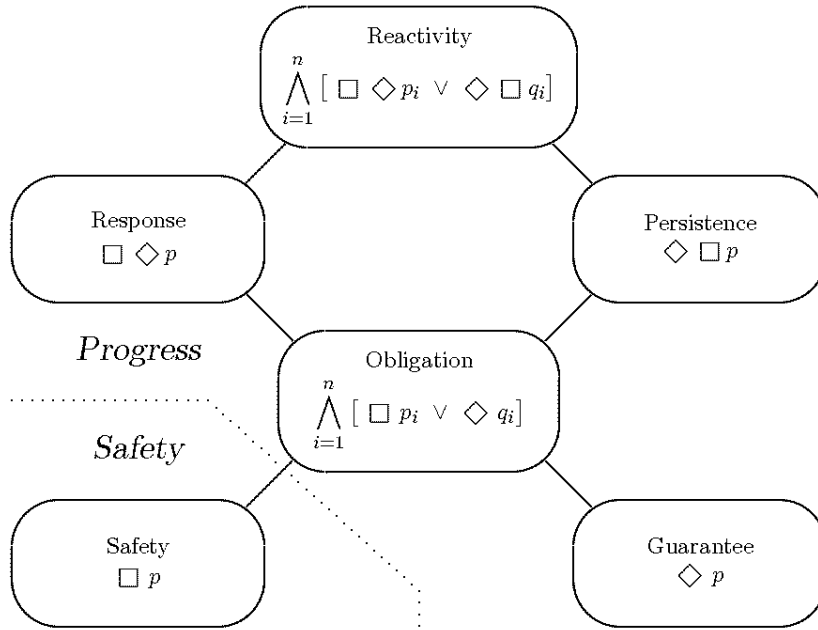 Reactivity
n
⋀ [ □ ◇ pᵢ ∨ ◇ □ qᵢ]
i=1
Response
□ ◇ p
Persistence
◇ □ p
Progress
Obligation
n
⋀ [ □ pᵢ ∨ ◇ qᵢ]
i=1
Safety
Safety
□ p
Guarantee
◇ p